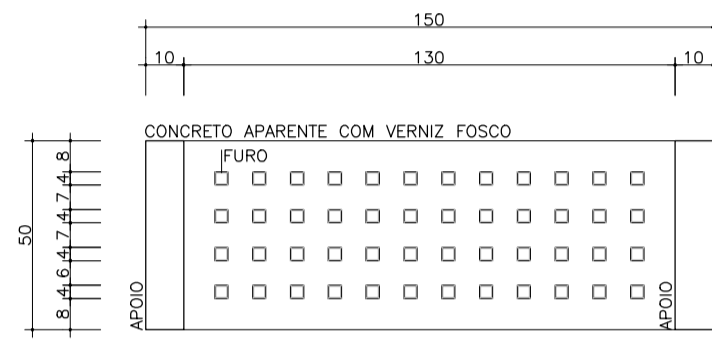 150
10 130 10
CONCRETO APARENTE COM VERNIZ FOSCO
FURO
50
8
4
7
4
7
4
6
4
8
APOIO
APOIO